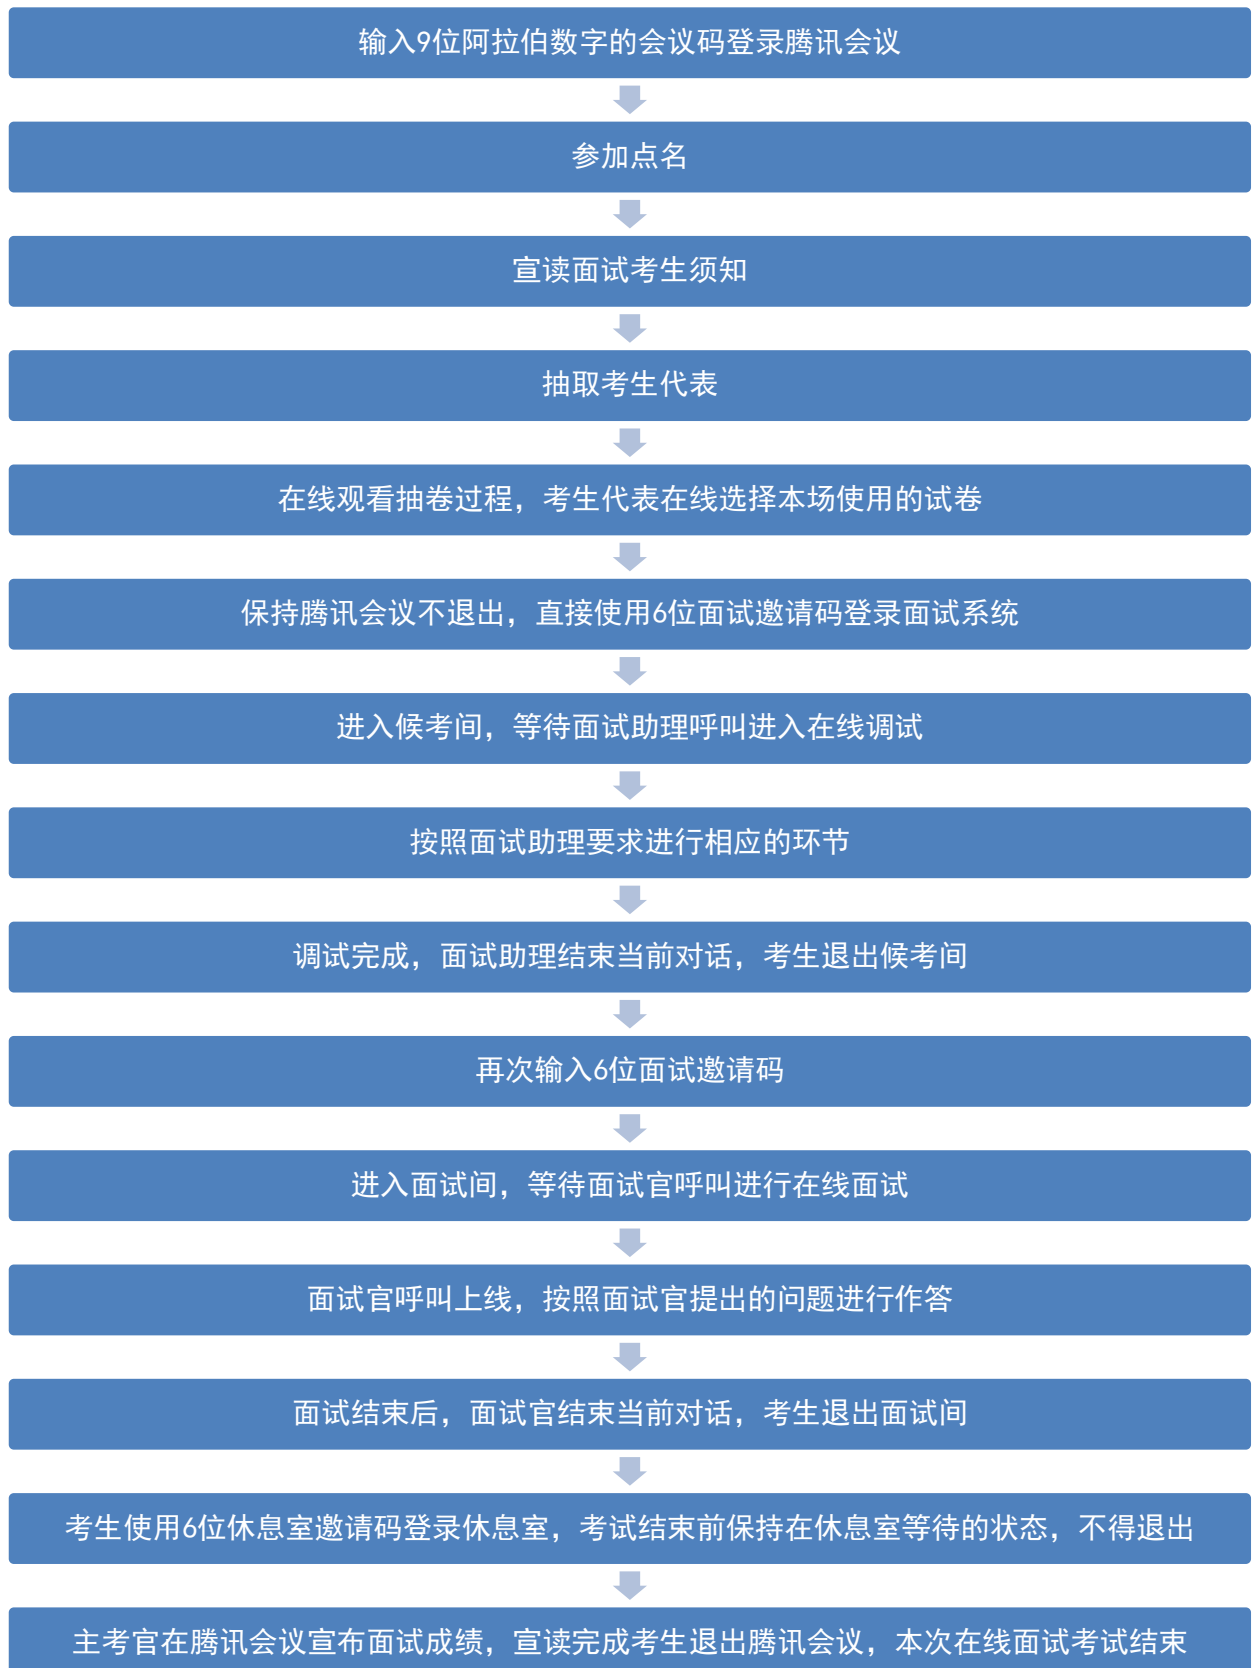 输入9位阿拉伯数字的会议码登录腾讯会议
参加点名
宣读面试考生须知
抽取考生代表
在线观看抽卷过程，考生代表在线选择本场使用的试卷
保持腾讯会议不退出，直接使用6位面试邀请码登录面试系统
进入候考间，等待面试助理呼叫进入在线调试
按照面试助理要求进行相应的环节
调试完成，面试助理结束当前对话，考生退出候考间
再次输入6位面试邀请码
进入面试间，等待面试官呼叫进行在线面试
面试官呼叫上线，按照面试官提出的问题进行作答
面试结束后，面试官结束当前对话，考生退出面试间
考生使用6位休息室邀请码登录休息室，考试结束前保持在休息室等待的状态，不得退出
主考官在腾讯会议宣布面试成绩，宣读完成考生退出腾讯会议，本次在线面试考试结束